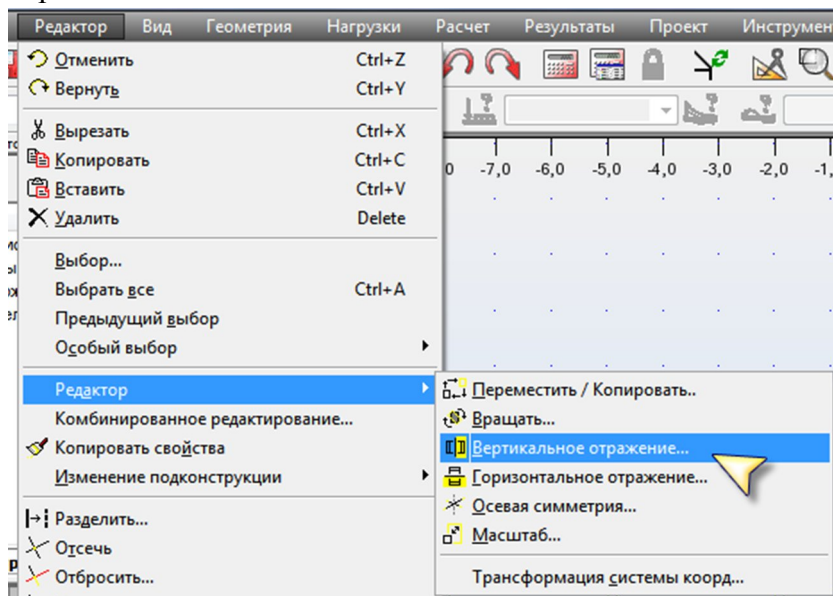 Редактор Вид Геометрия Нагрузки Расчет Результаты Проект
Отменить Ctrl+Z
Вернуть Ctrl+Y
Вырезать Ctrl+X
Копировать Ctrl+C
Вставить Ctrl+V
Удалить Delete
0 -7,0 -6,0 -5,0 -4,0 -3,0 -2,0 -1,
Выбор...
Выбрать все Ctrl+A
Предыдущий выбор
Особый выбор
Редактор
Комбинированное редактирование...
Копировать свойства
Изменение подконструкции
Разделить...
Отсечь
Отбросить...
Переместить / Копировать..
Вращать...
Вертикальное отражение...
Горизонтальное отражение...
Осевая симметрия...
Масштаб...
Трансформация системы коорд...